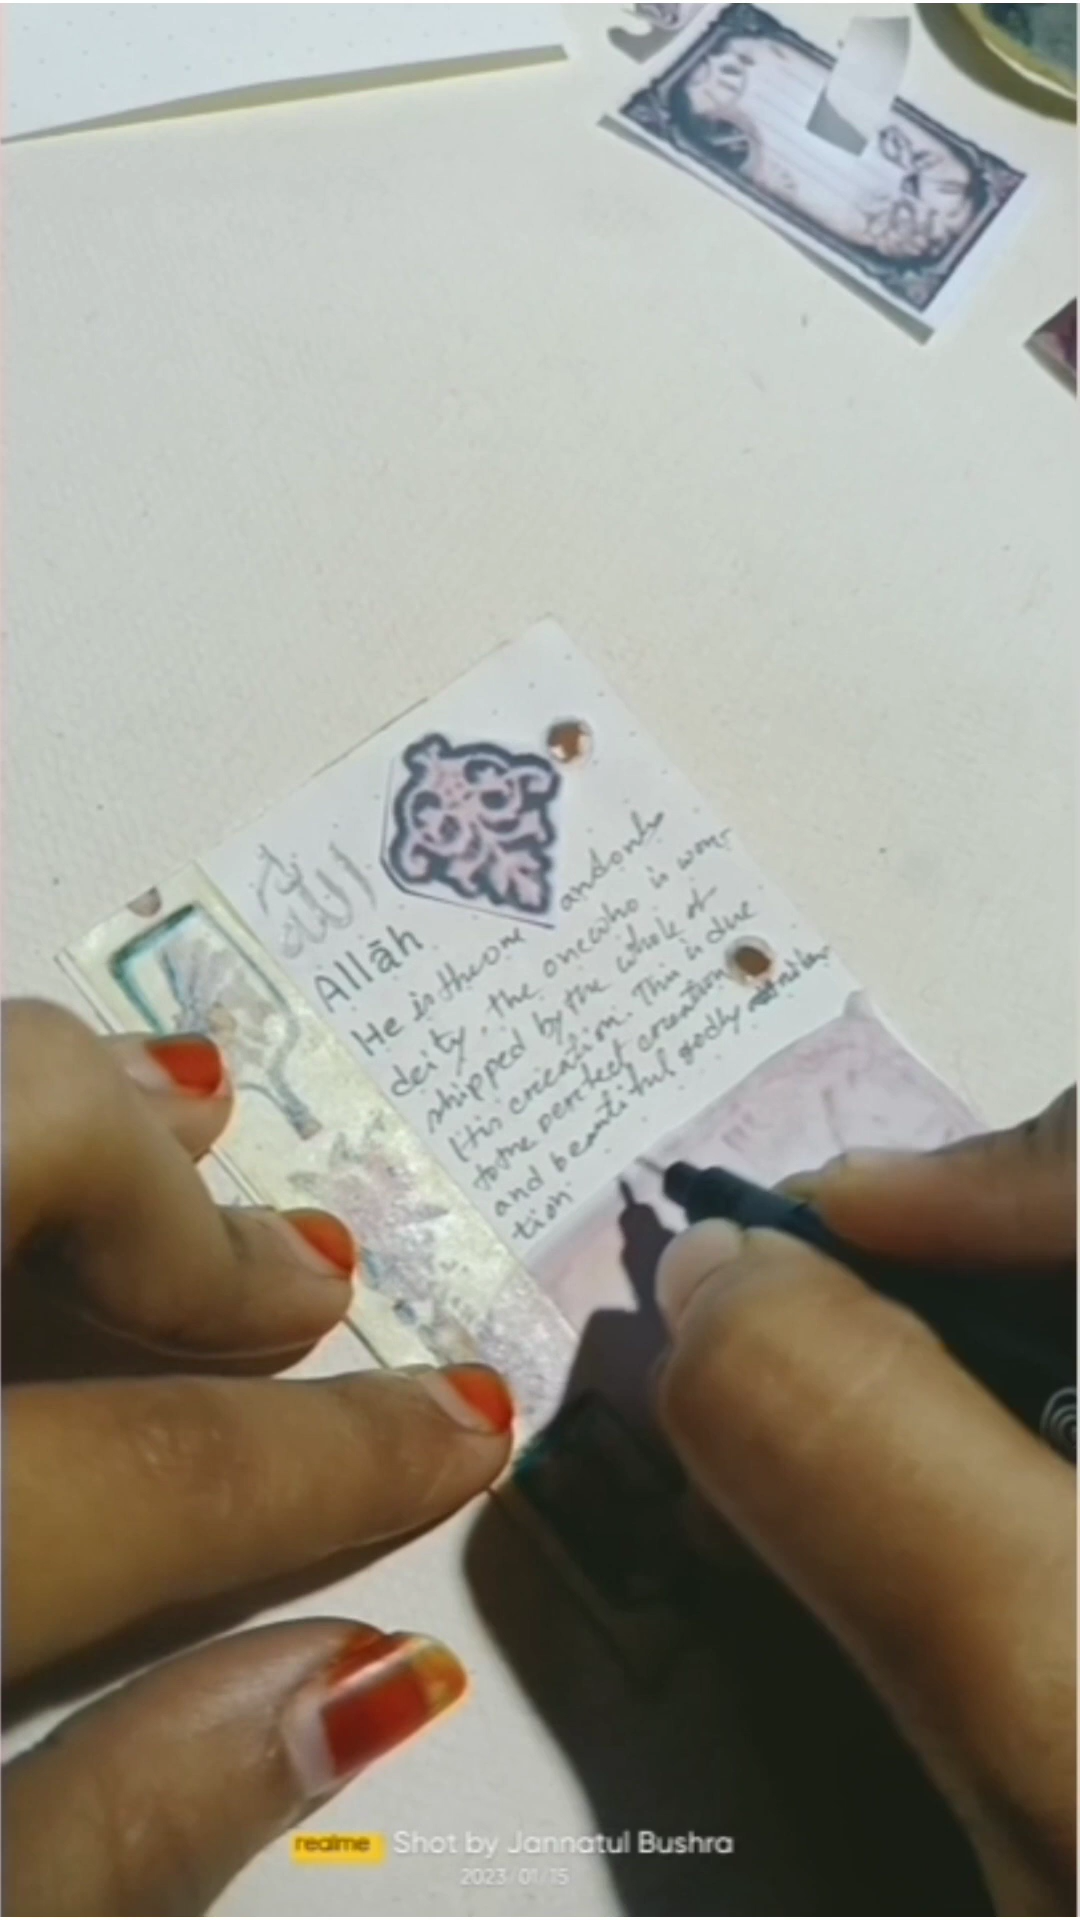 الله
Allāh
He is the one and only
deity, the one who is wor-
shipped by the whole of
His creation. This is due
to the perfect creation
and beautiful godly
tion
realme Shot by Jannatul Bushra
2023/01/15